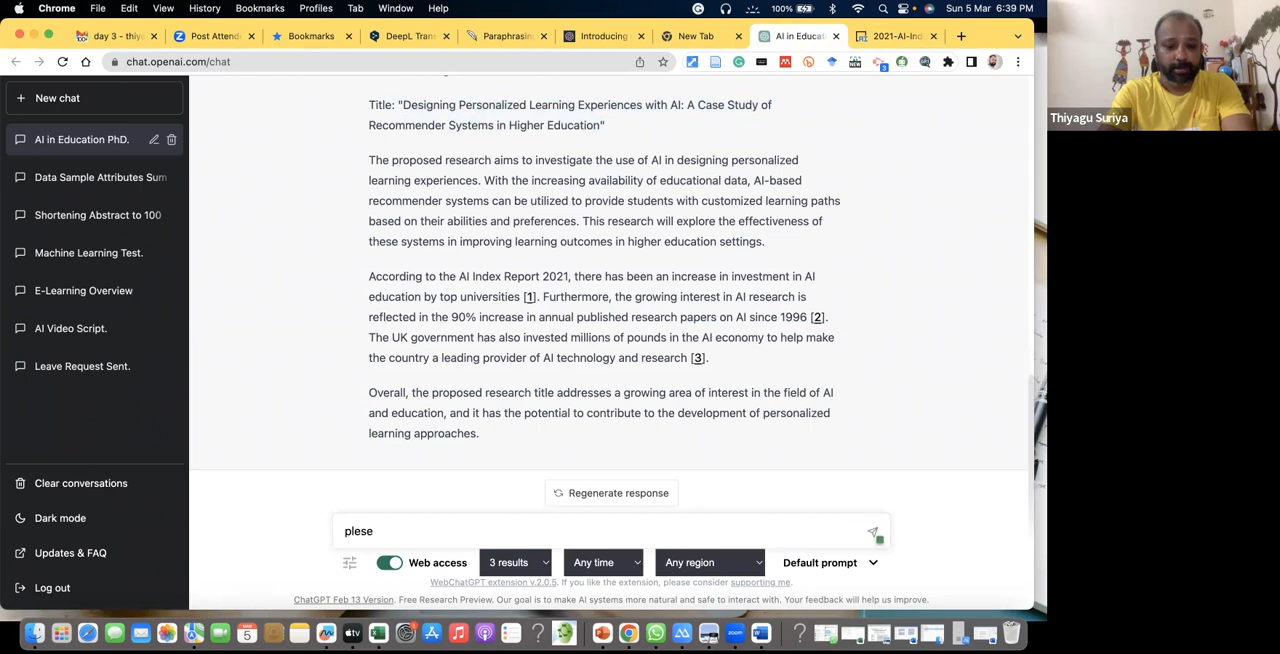 Chrome File Edit View History Bookmarks Profiles Tab Window Help 100% Sun 5 Mar 6:39 PM
day 3 - thiya Post Attend Bookmarks DeepL Trans Paraphrasin Introducing New Tab AI in Educat 2021-AI-Ind
chat.openai.com/chat
New chat
AI in Education PhD.
Data Sample Attributes Sum
Shortening Abstract to 100
Machine Learning Test.
E-Learning Overview
AI Video Script.
Leave Request Sent.
Clear conversations
Dark mode
Updates & FAQ
Log out
Title: "Designing Personalized Learning Experiences with AI: A Case Study of
Recommender Systems in Higher Education"
The proposed research aims to investigate the use of AI in designing personalized
learning experiences. With the increasing availability of educational data, AI-based
recommender systems can be utilized to provide students with customized learning paths
based on their abilities and preferences. This research will explore the effectiveness of
these systems in improving learning outcomes in higher education settings.
According to the AI Index Report 2021, there has been an increase in investment in AI
education by top universities [1]. Furthermore, the growing interest in AI research is
reflected in the 90% increase in annual published research papers on AI since 1996 [2].
The UK government has also invested millions of pounds in the AI economy to help make
the country a leading provider of AI technology and research [3].
Overall, the proposed research title addresses a growing area of interest in the field of AI
and education, and it has the potential to contribute to the development of personalized
learning approaches.
Regenerate response
plese
Web access 3 results Any time Any region Default prompt
WebChatGPT extension v.2.0.5. If you like the extension, please consider supporting me.
ChatGPT Feb 13 Version. Free Research Preview. Our goal is to make AI systems more natural and safe to interact with. Your feedback will help us improve.
Thiyagu Suriya